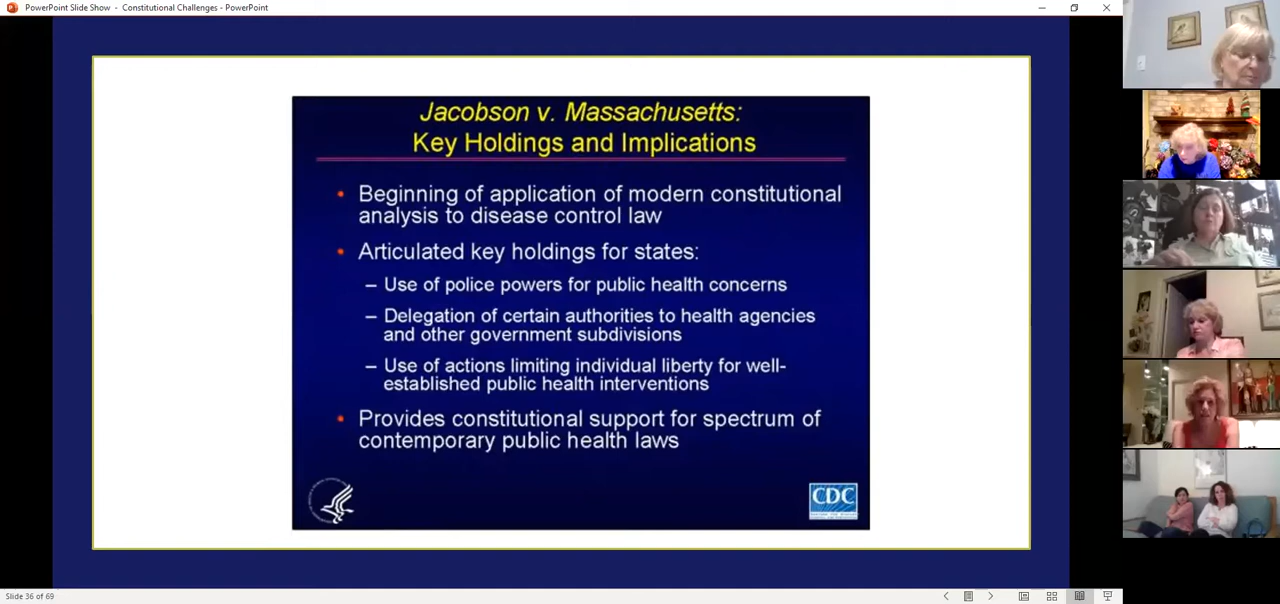 PowerPoint Slide Show - Constitutional Challenges - PowerPoint
Jacobson v. Massachusetts:
Key Holdings and Implications
• Beginning of application of modern constitutional
analysis to disease control law
• Articulated key holdings for states:
– Use of police powers for public health concerns
– Delegation of certain authorities to health agencies
and other government subdivisions
– Use of actions limiting individual liberty for well-
established public health interventions
• Provides constitutional support for spectrum of
contemporary public health laws
CDC
Slide 36 of 69